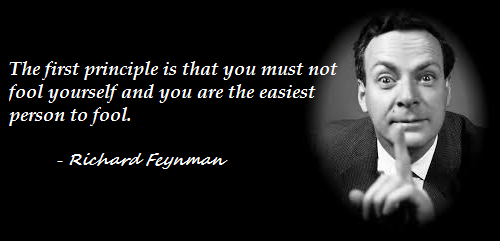 The first principle is that you must not
fool yourself and you are the easiest
person to fool.
- Richard Feynman